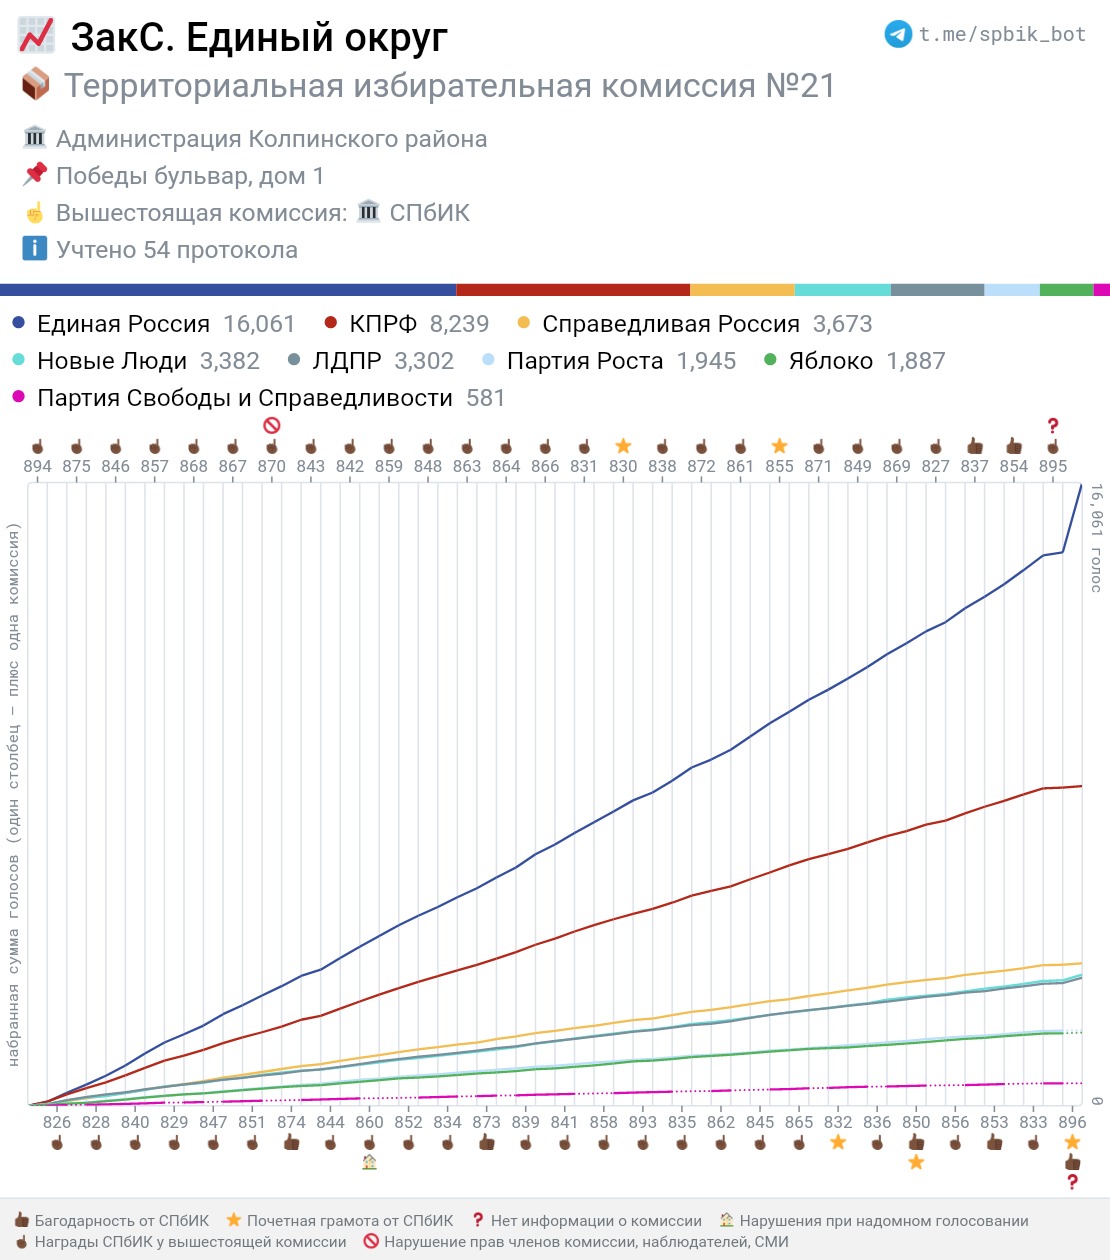 ЗакС. Единый округ
t.me/spbik_bot
Территориальная избирательная комиссия №21
Администрация Колпинского района
Победы бульвар, дом 1
Вышестоящая комиссия: СПбИК
Учтено 54 протокола
Единая Россия 16,061 КПРФ 8,239 Справедливая Россия 3,673
Новые Люди 3,382 ЛДПР 3,302 Партия Роста 1,945 Яблоко 1,887
Партия Свободы и Справедливости 581
894 875 846 857 868 867 870 843 842 859 848 863 864 866 831 830 838 872 861 855 871 849 869 827 837 854 895
набранная сумма голосов (один столбец — плюс одна комиссия)
16,061 голос
0
826 828 840 829 847 851 874 844 860 852 834 873 839 841 858 893 835 862 845 865 832 836 850 856 853 833 896
Багодарность от СПбИК Почетная грамота от СПбИК Нет информации о комиссии Нарушения при надомном голосовании
Награды СПбИК у вышестоящей комиссии Нарушение прав членов комиссии, наблюдателей, СМИ